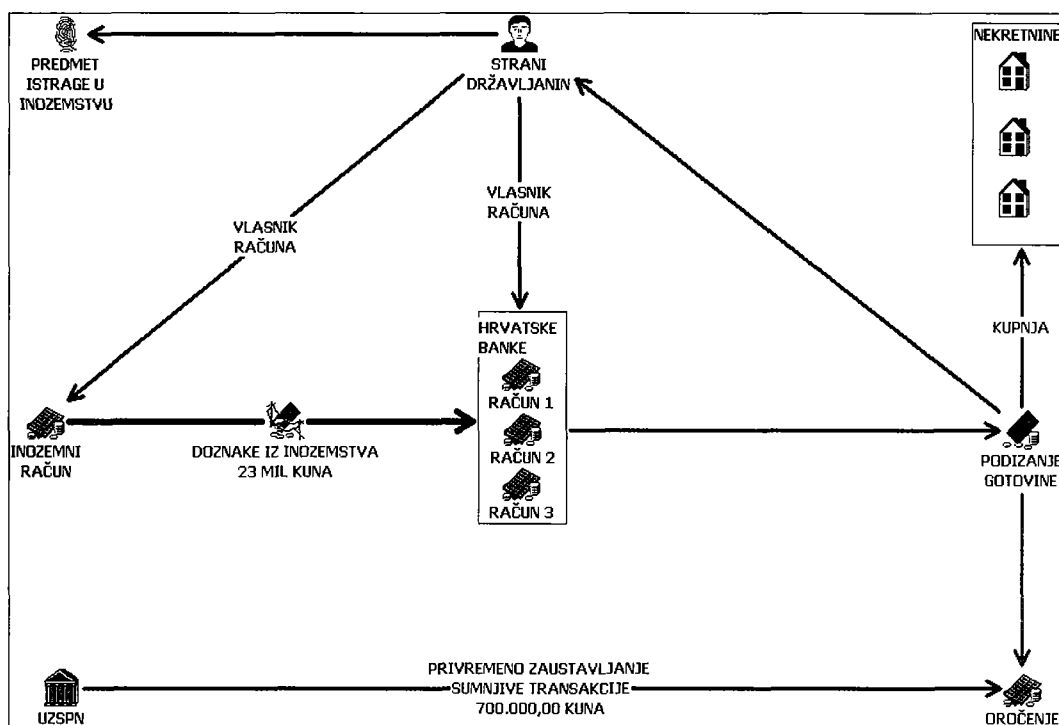 PREDMET
ISTRAGE U
INOZEMSTVU
STRANI
DRŽAVLJANIN
NEKRETNINE
VLASNIK
RAČUNA
VLASNIK
RAČUNA
HRVATSKE
BANKE
RAČUN 1
RAČUN 2
RAČUN 3
KUPNJA
INOZEMNI
RAČUN
DOZNAKE IZ INOZEMSTVA
23 MIL KUNA
PODIZANJE
GOTOVINE
UZSPN
PRIVREMENO ZAUSTAVLJANJE
SUMNJIVE TRANSAKCIJE
700.000,00 KUNA
OROČENJE